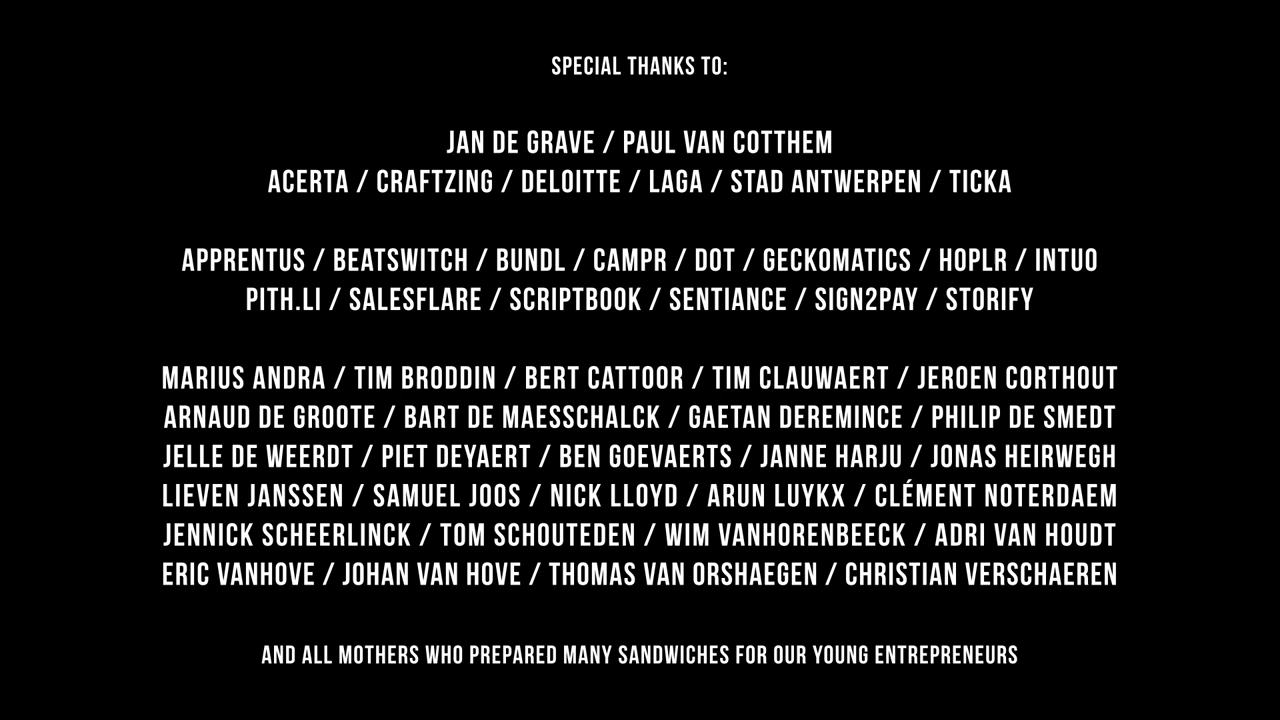 SPECIAL THANKS TO:
JAN DE GRAVE / PAUL VAN COTTHEM
ACERTA / CRAFTZING / DELOITTE / LAGA / STAD ANTWERPEN / TICKA
APPRENTUS / BEATSWITCH / BUNDL / CAMPR / DOT / GECKOMATICS / HOPLR / INTUO
PITH.LI / SALESFLARE / SCRIPTBOOK / SENTIANCE / SIGN2PAY / STORIFY
MARIUS ANDRA / TIM BRODDIN / BERT CATTOOR / TIM CLAUWAERT / JEROEN CORTHOUT
ARNAUD DE GROOTE / BART DE MAESSCHALCK / GAETAN DEREMINCE / PHILIP DE SMEDT
JELLE DE WEERDT / PIET DEYAERT / BEN GOEVAERTS / JANNE HARJU / JONAS HEIRWEGH
LIEVEN JANSSEN / SAMUEL JOOS / NICK LLOYD / ARUN LUYKX / CLÉMENT NOTERDAEM
JENNICK SCHEERLINCK / TOM SCHOUTEDEN / WIM VANHORENBEECK / ADRI VAN HOUDT
ERIC VANHOVE / JOHAN VAN HOVE / THOMAS VAN ORSHAEGEN / CHRISTIAN VERSCHAEREN
AND ALL MOTHERS WHO PREPARED MANY SANDWICHES FOR OUR YOUNG ENTREPRENEURS